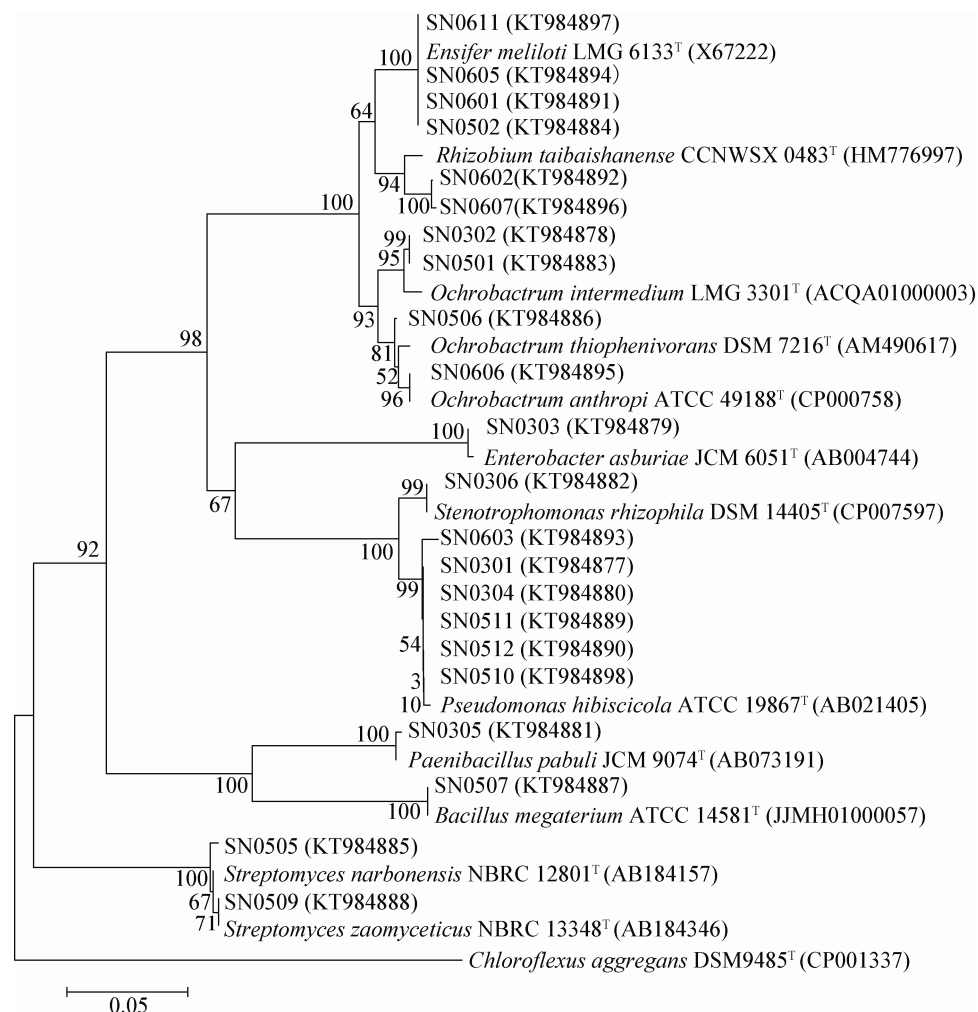 SN0611 (KT984897)
100
Ensifer meliloti LMG 6133ᵀ (X67222)
SN0605 (KT984894)
SN0601 (KT984891)
64
SN0502 (KT984884)
Rhizobium taibaishanense CCNWSX 0483ᵀ (HM776997)
94
SN0602(KT984892)
100
100
SN0607(KT984896)
99
SN0302 (KT984878)
95
SN0501 (KT984883)
Ochrobactrum intermedium LMG 3301ᵀ (ACQA01000003)
93
SN0506 (KT984886)
98
81
Ochrobactrum thiophenivorans DSM 7216ᵀ (AM490617)
52
SN0606 (KT984895)
96
Ochrobactrum anthropi ATCC 49188ᵀ (CP000758)
100
SN0303 (KT984879)
Enterobacter asburiae JCM 6051ᵀ (AB004744)
67
99
SN0306 (KT984882)
Stenotrophomonas rhizophila DSM 14405ᵀ (CP007597)
92
100
SN0603 (KT984893)
SN0301 (KT984877)
99
SN0304 (KT984880)
SN0511 (KT984889)
54
SN0512 (KT984890)
3
SN0510 (KT984898)
10
Pseudomonas hibiscicola ATCC 19867ᵀ (AB021405)
100
SN0305 (KT984881)
Paenibacillus pabuli JCM 9074ᵀ (AB073191)
100
SN0507 (KT984887)
100
Bacillus megaterium ATCC 14581ᵀ (JJMH01000057)
SN0505 (KT984885)
100
Streptomyces narbonensis NBRC 12801ᵀ (AB184157)
67
SN0509 (KT984888)
71
Streptomyces zaomyceticus NBRC 13348ᵀ (AB184346)
Chloroflexus aggregans DSM9485ᵀ (CP001337)
0.05